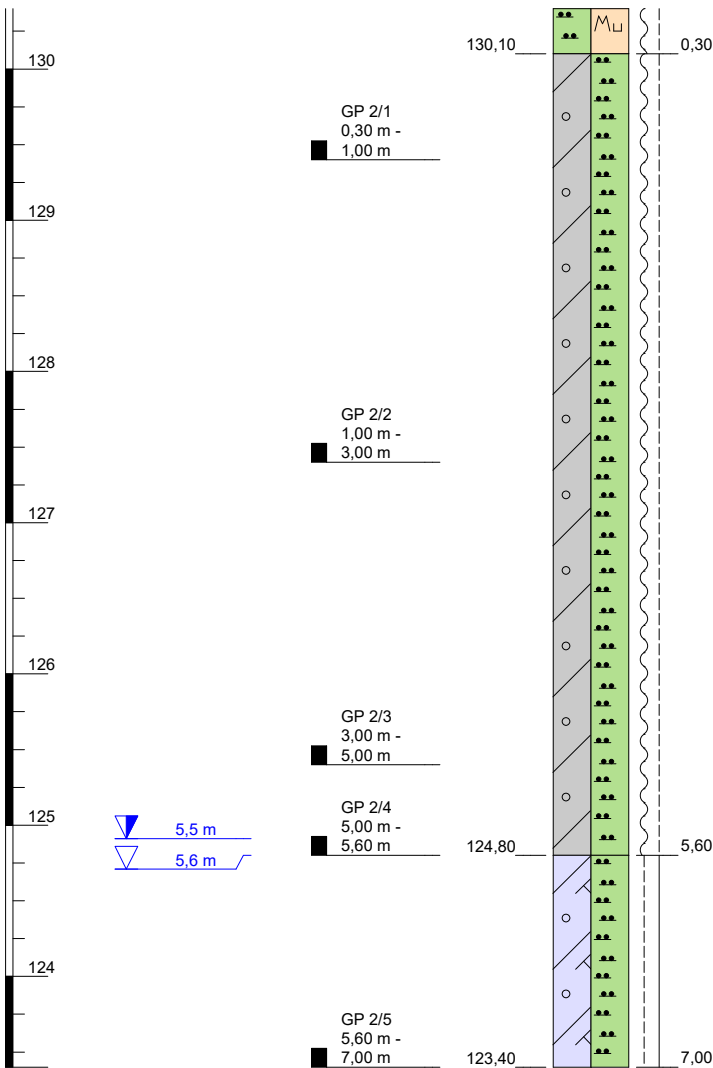 130,10
Mu
0,30
130
GP 2/1
0,30 m -
1,00 m
129
128
GP 2/2
1,00 m -
3,00 m
127
126
GP 2/3
3,00 m -
5,00 m
125
5,5 m
GP 2/4
5,00 m -
5,60 m
5,6 m
124,80
5,60
124
GP 2/5
5,60 m -
7,00 m
123,40
7,00